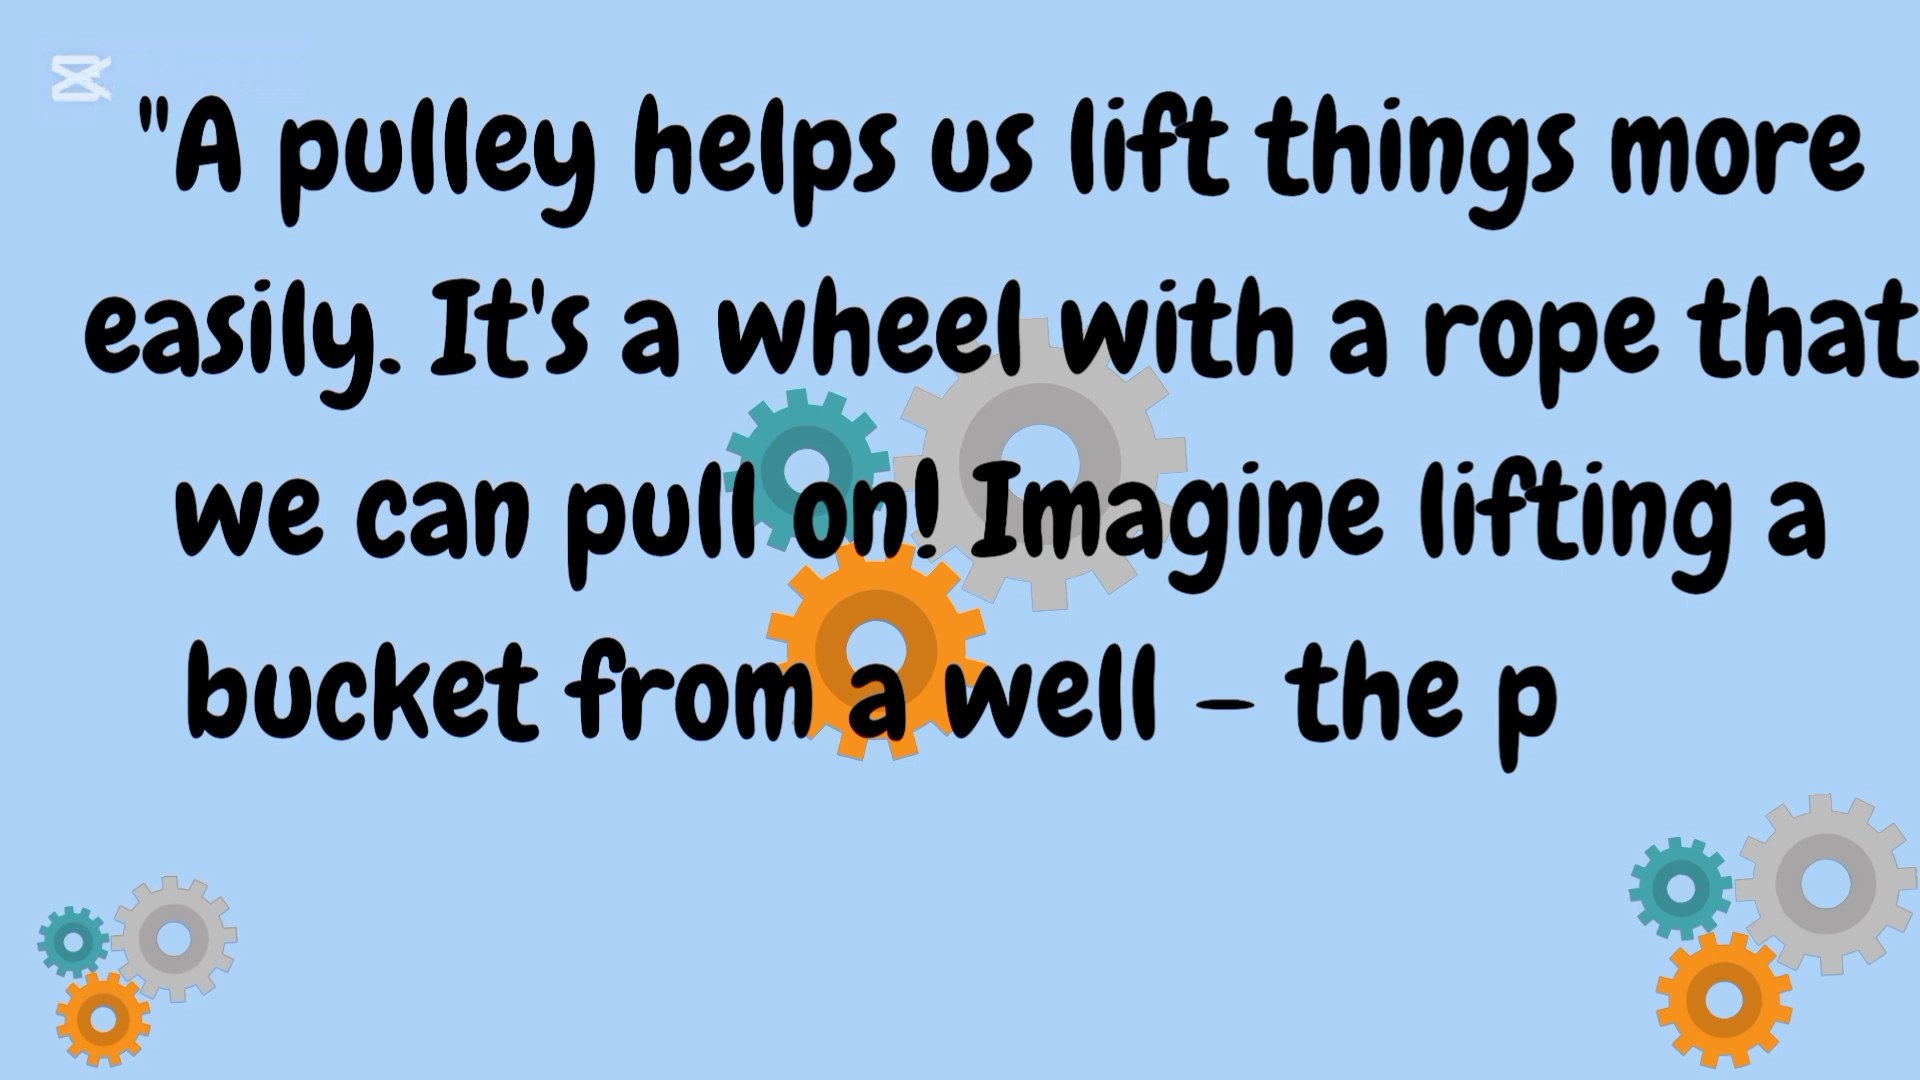 "A pulley helps us lift things more
easily. It's a wheel with a rope that
we can pull on! Imagine lifting a
bucket from a well – the p